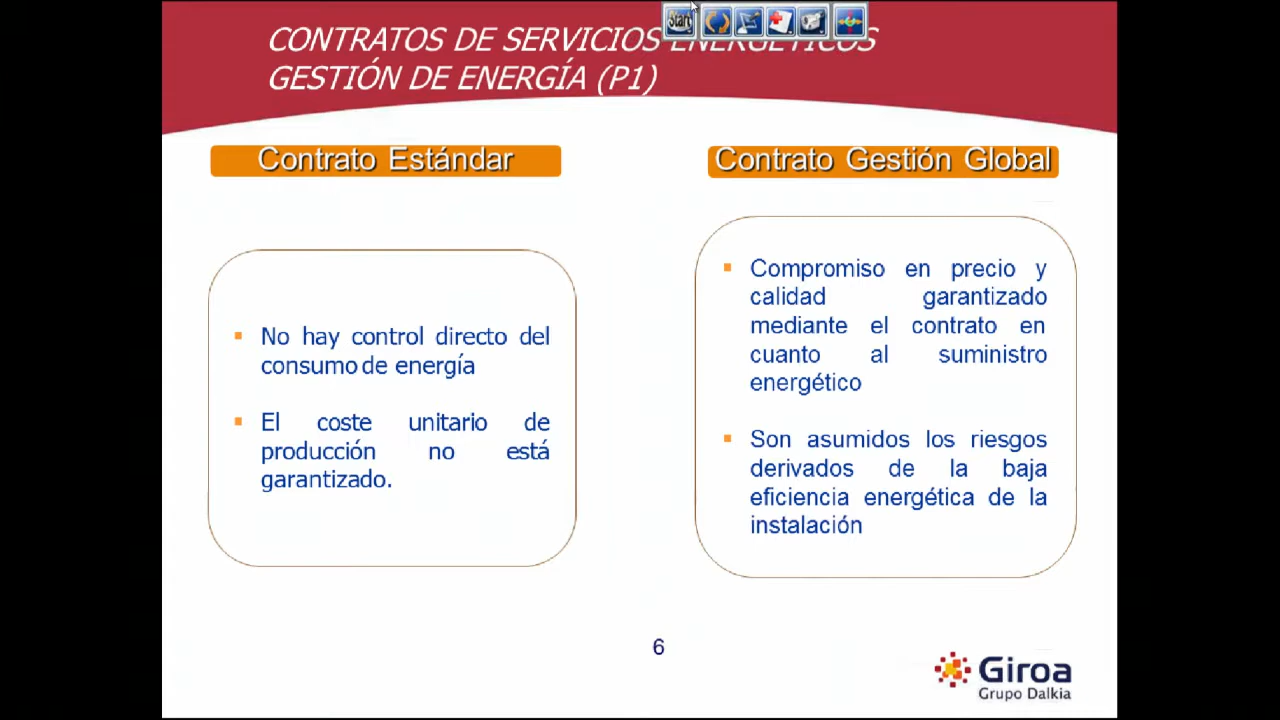 CONTRATOS DE SERVICIOS ENERGÉTICOS
GESTIÓN DE ENERGÍA (P1)
Start
Contrato Estándar
No hay control directo del
consumo de energía
El coste unitario de
producción no está
garantizado.
Contrato Gestión Global
Compromiso en precio y
calidad garantizado
mediante el contrato en
cuanto al suministro
energético
Son asumidos los riesgos
derivados de la baja
eficiencia energética de la
instalación
6
Giroa
Grupo Dalkia